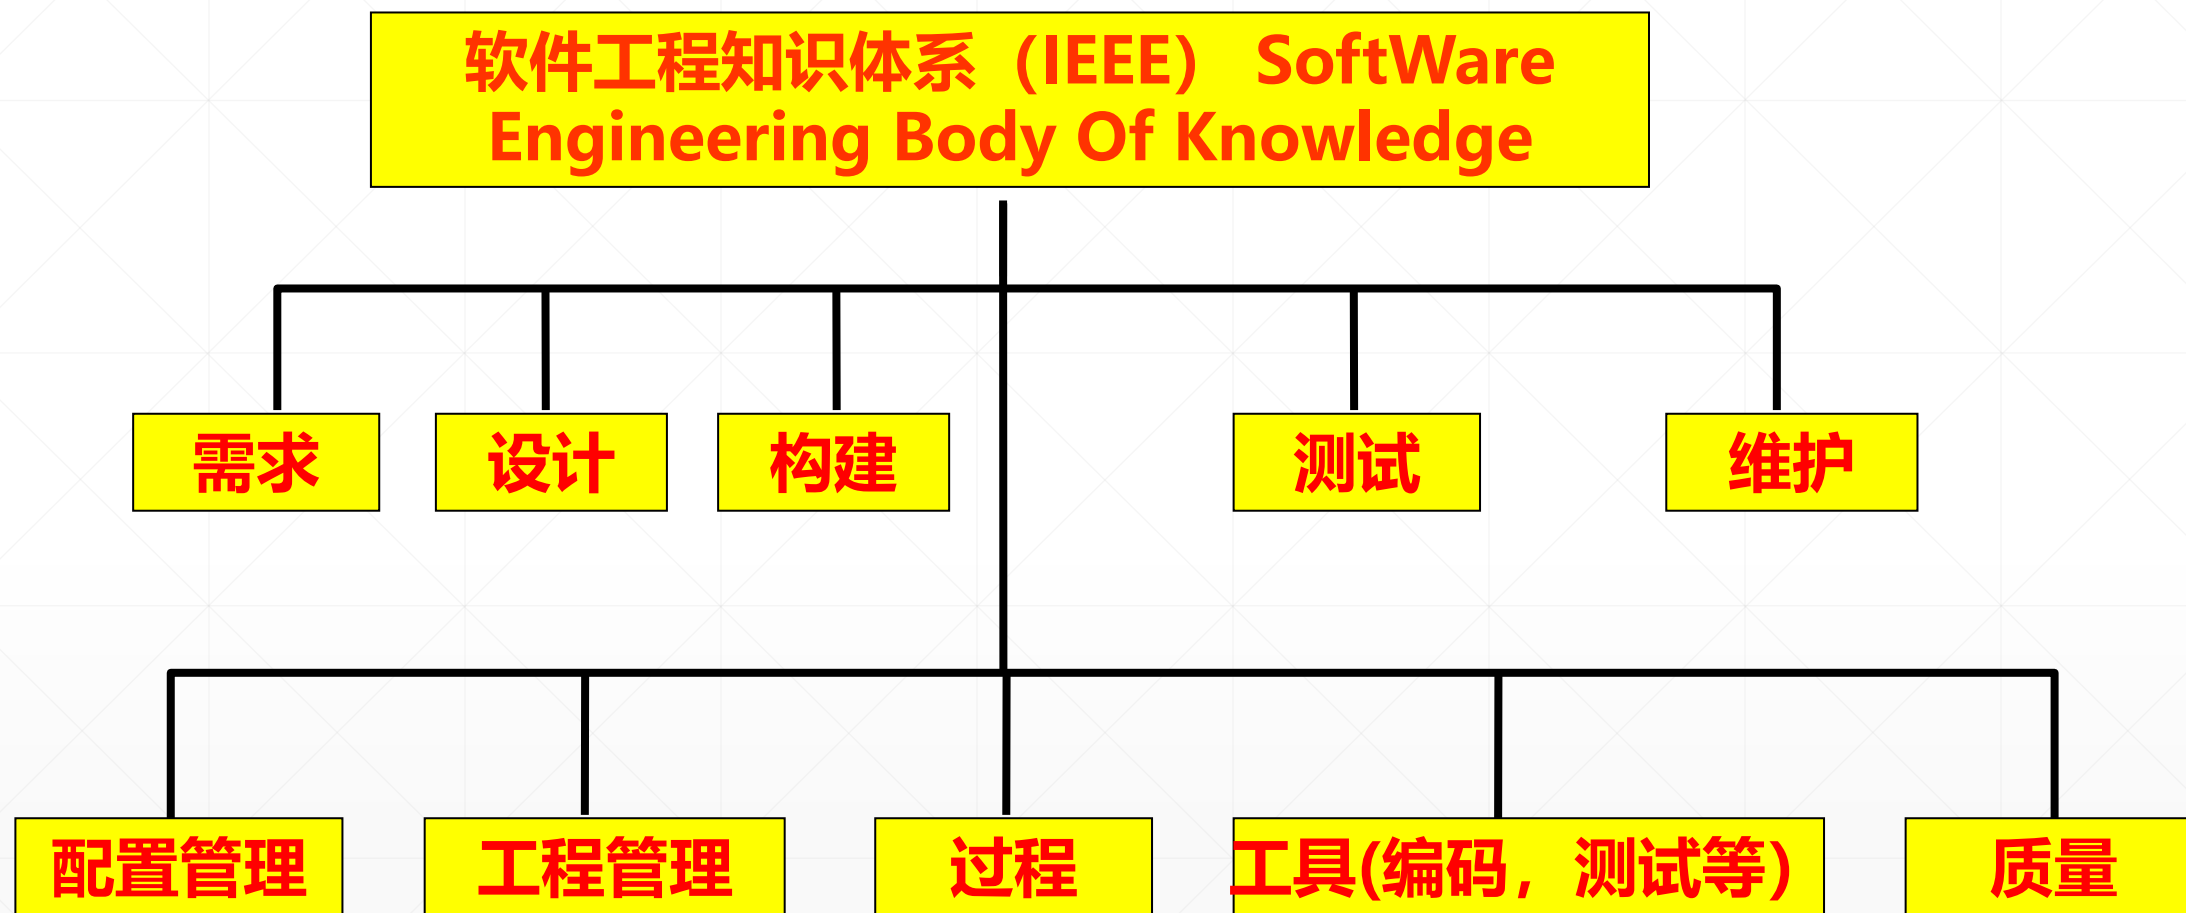 软件工程知识体系（IEEE） SoftWare
Engineering Body Of Knowledge
需求
设计
构建
测试
维护
配置管理
工程管理
过程
工具(编码，测试等）
质量